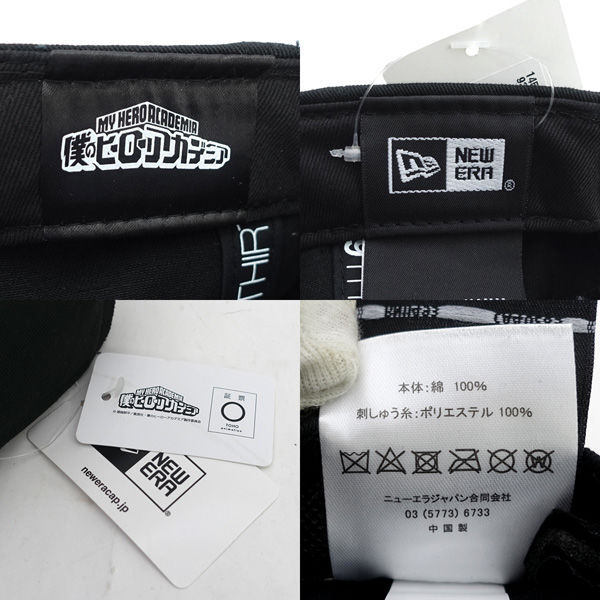 MY HERO ACADEMIA
僕のヒーローアカデミア
THIR
NEW ERA
®
MY HERO ACADEMIA
僕のヒーローアカデミア
証票
TOHO
animation
NEW ERA
neweracap.jp
本体:綿 100%
刺しゅう糸:ポリエステル 100%
ニューエラジャパン合同会社
03 (5773) 6733
中国製